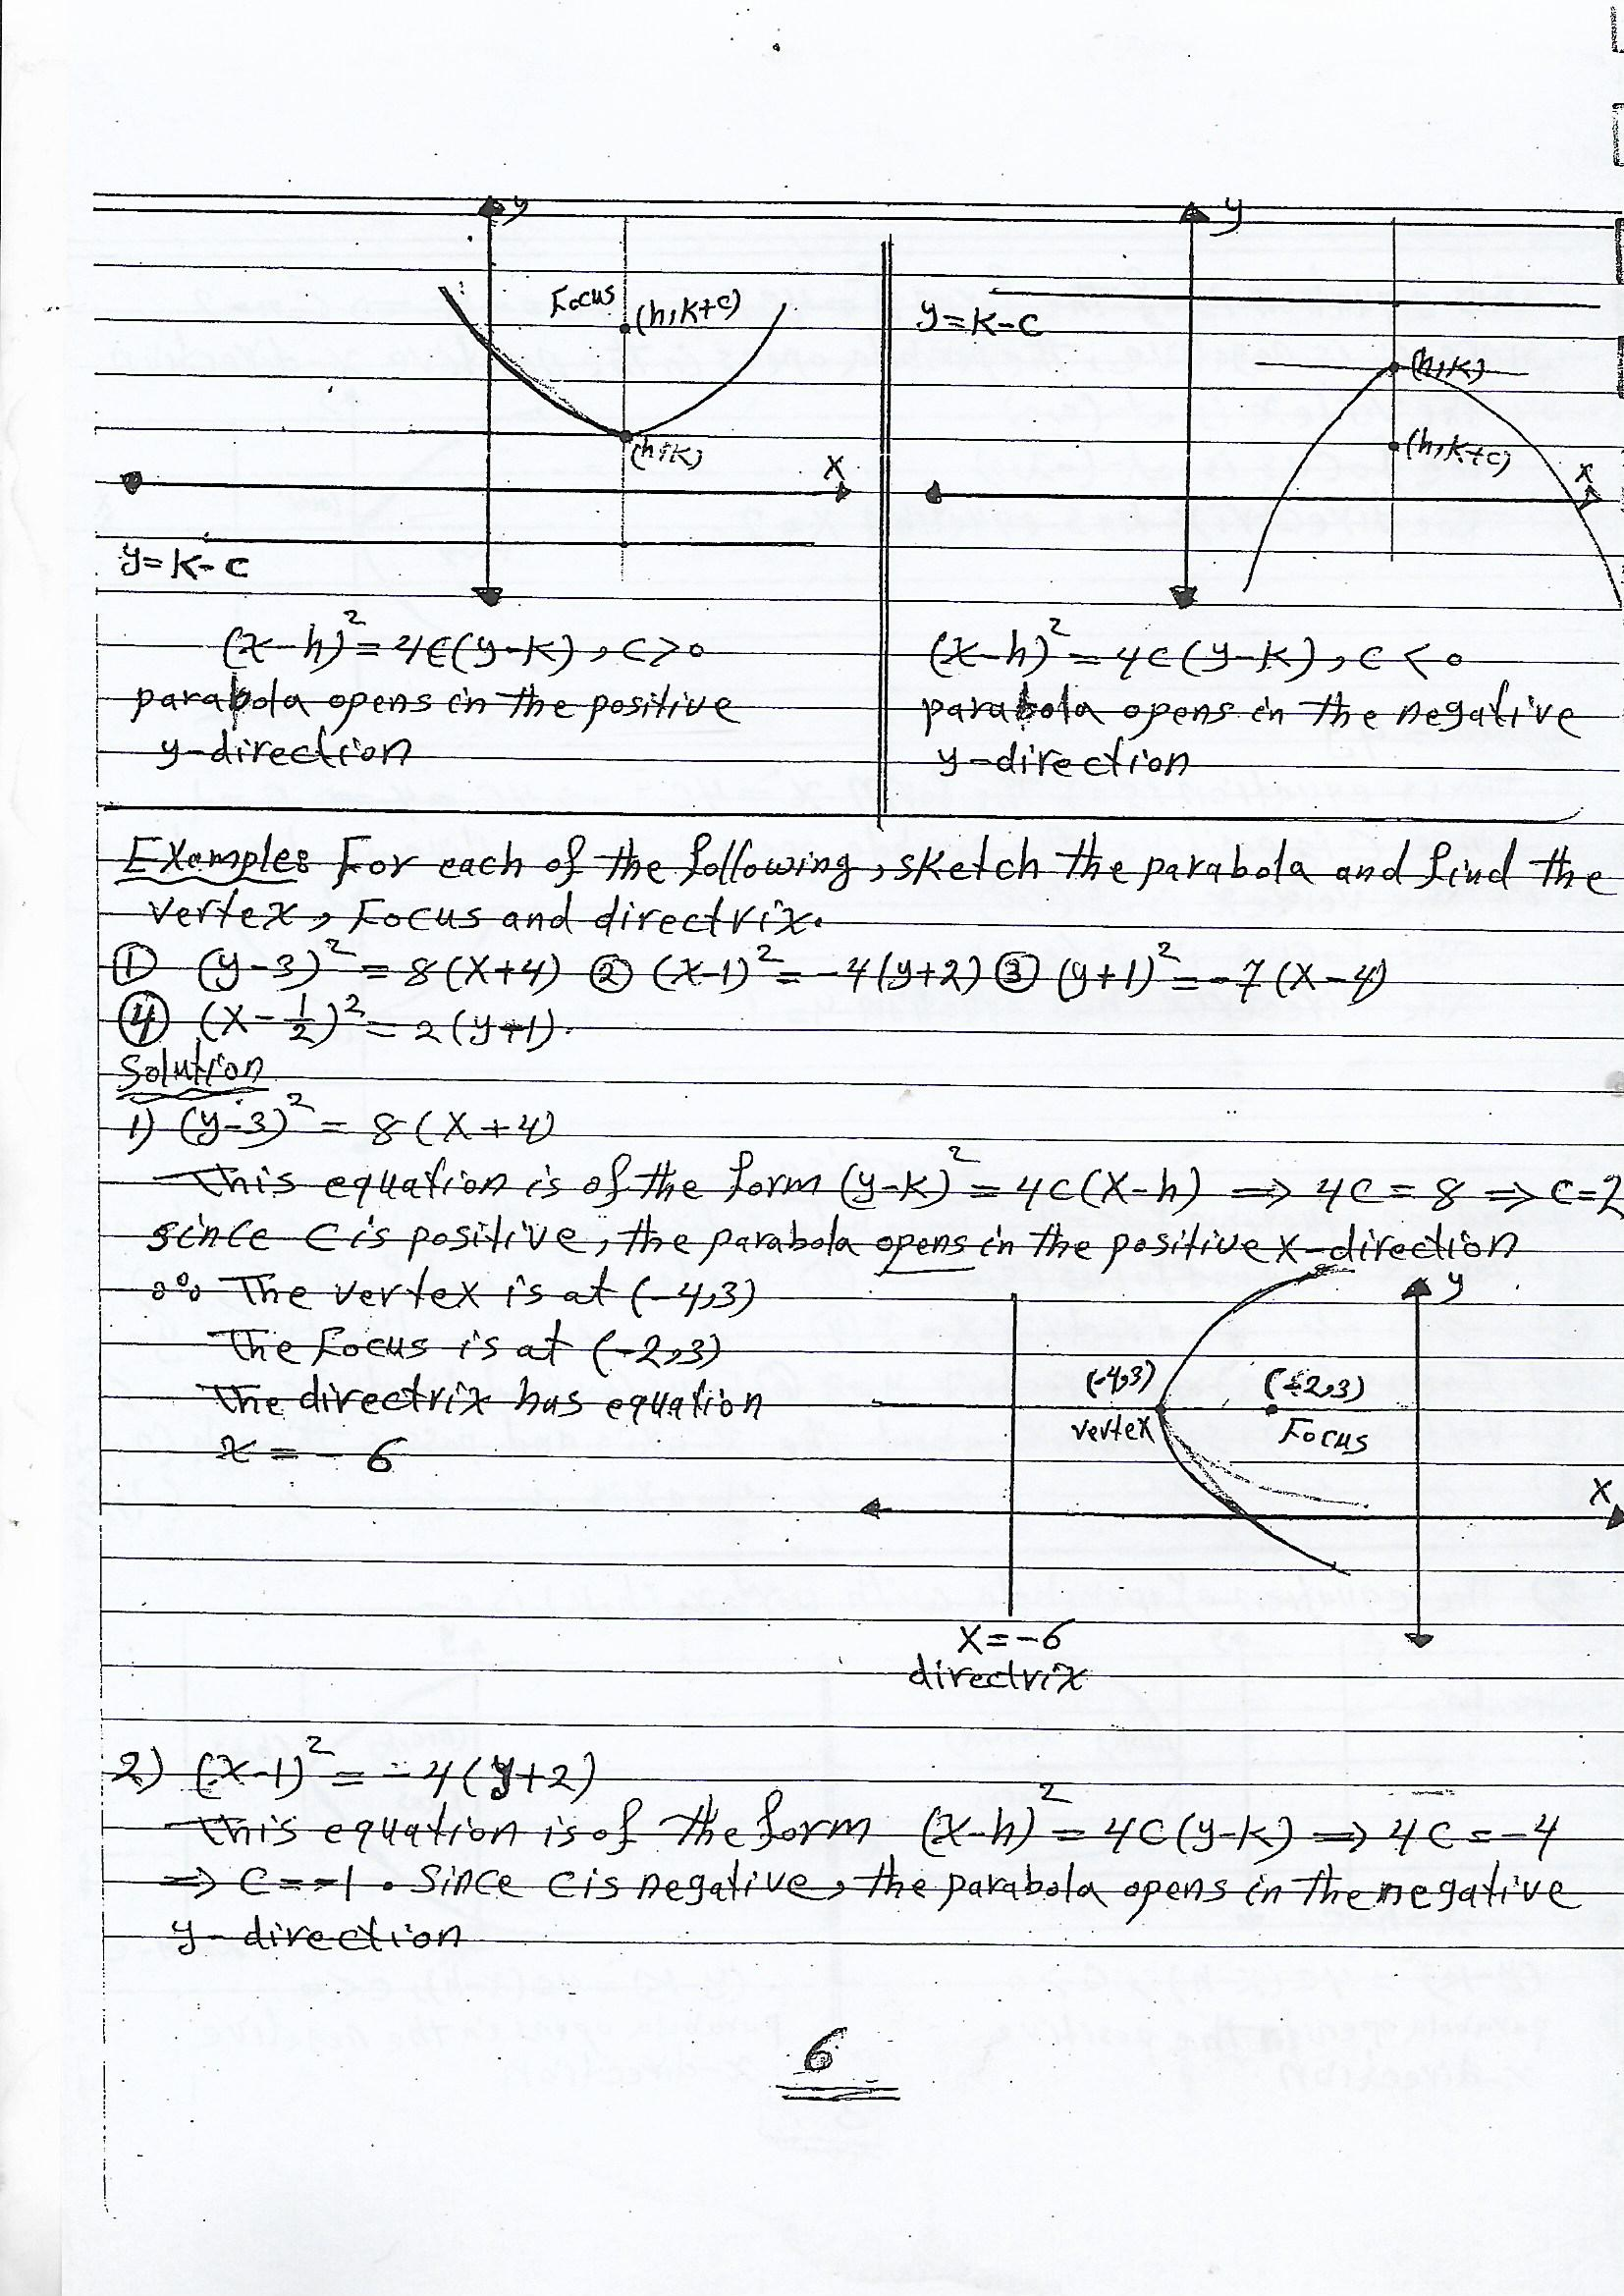 y
Focus
(h,k+c)
(h,k)
x
y=k-c
(x-h)²=4c(y-k), c>0
parabola opens in the positive
y-direction
y
y=k-c
(h,k)
(h,k+c)
x
(x-h)²=4c(y-k), c<0
parabola opens in the negative
y-direction
Examples For each of the following, sketch the parabola and find the
vertex, Focus and directrix.
① (y-3)²=8(x+4) ② (x-1)²=-4(y+2) ③ (y+1)²=-7(x-4)
④ (x-1/2)²=2(y+1).
Solution
1) (y-3)² = 8(x+4)
This equation is of the form (y-k)²=4c(x-h) ⇒ 4c=8 ⇒ c=2
since c is positive, the parabola opens in the positive x-direction
∴ The vertex is at (-4,3)
The Focus is at (-2,3)
The directrix has equation
x = -6
y
(-4,3)
vertex
(-2,3)
Focus
x
x=-6
directrix
2) (x-1)² = -4(y+2)
This equation is of the form (x-h)²=4c(y-k) ⇒ 4c=-4
⇒ c=-1. Since c is negative, the parabola opens in the negative
y-direction
6